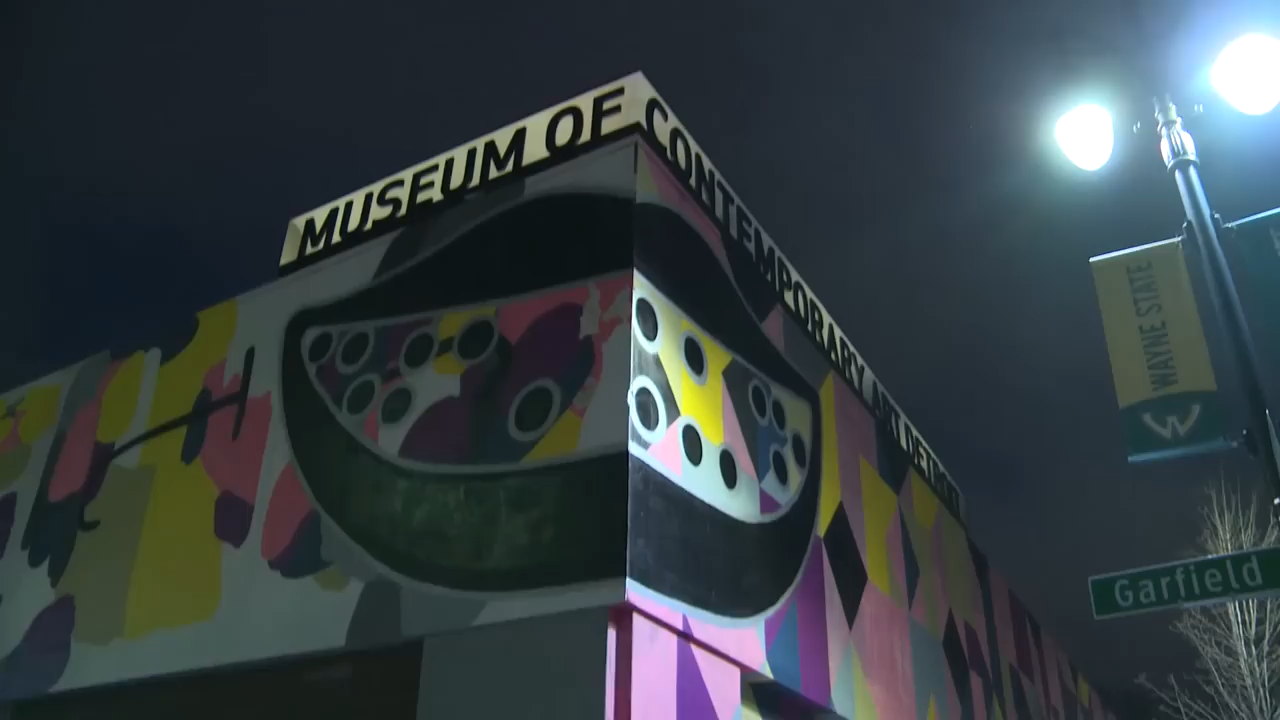 MUSEUM OF
CONTEMPORARY ART DETROIT
WAYNE STATE
W
Garfield